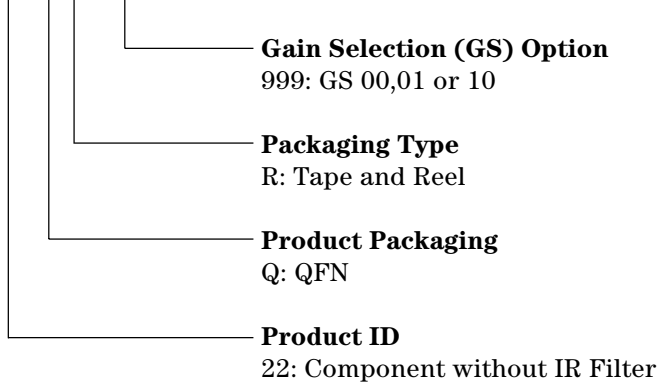 Gain Selection (GS) Option
999: GS 00,01 or 10
Packaging Type
R: Tape and Reel
Product Packaging
Q: QFN
Product ID
22: Component without IR Filter